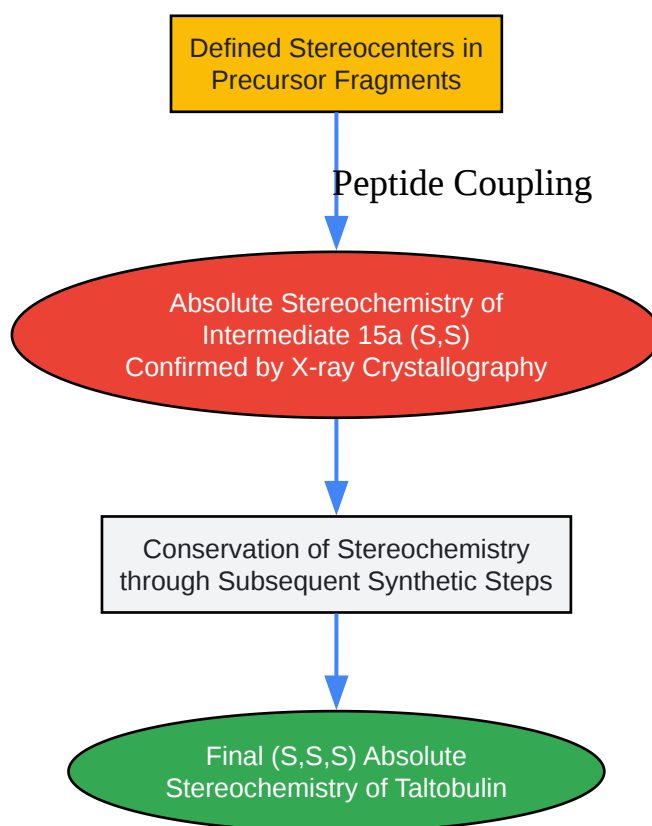 Defined Stereocenters in
Precursor Fragments
Peptide Coupling
Absolute Stereochemistry of
Intermediate 15a (S,S)
Confirmed by X-ray Crystallography
Conservation of Stereochemistry
through Subsequent Synthetic Steps
Final (S,S,S) Absolute
Stereochemistry of Taltobulin